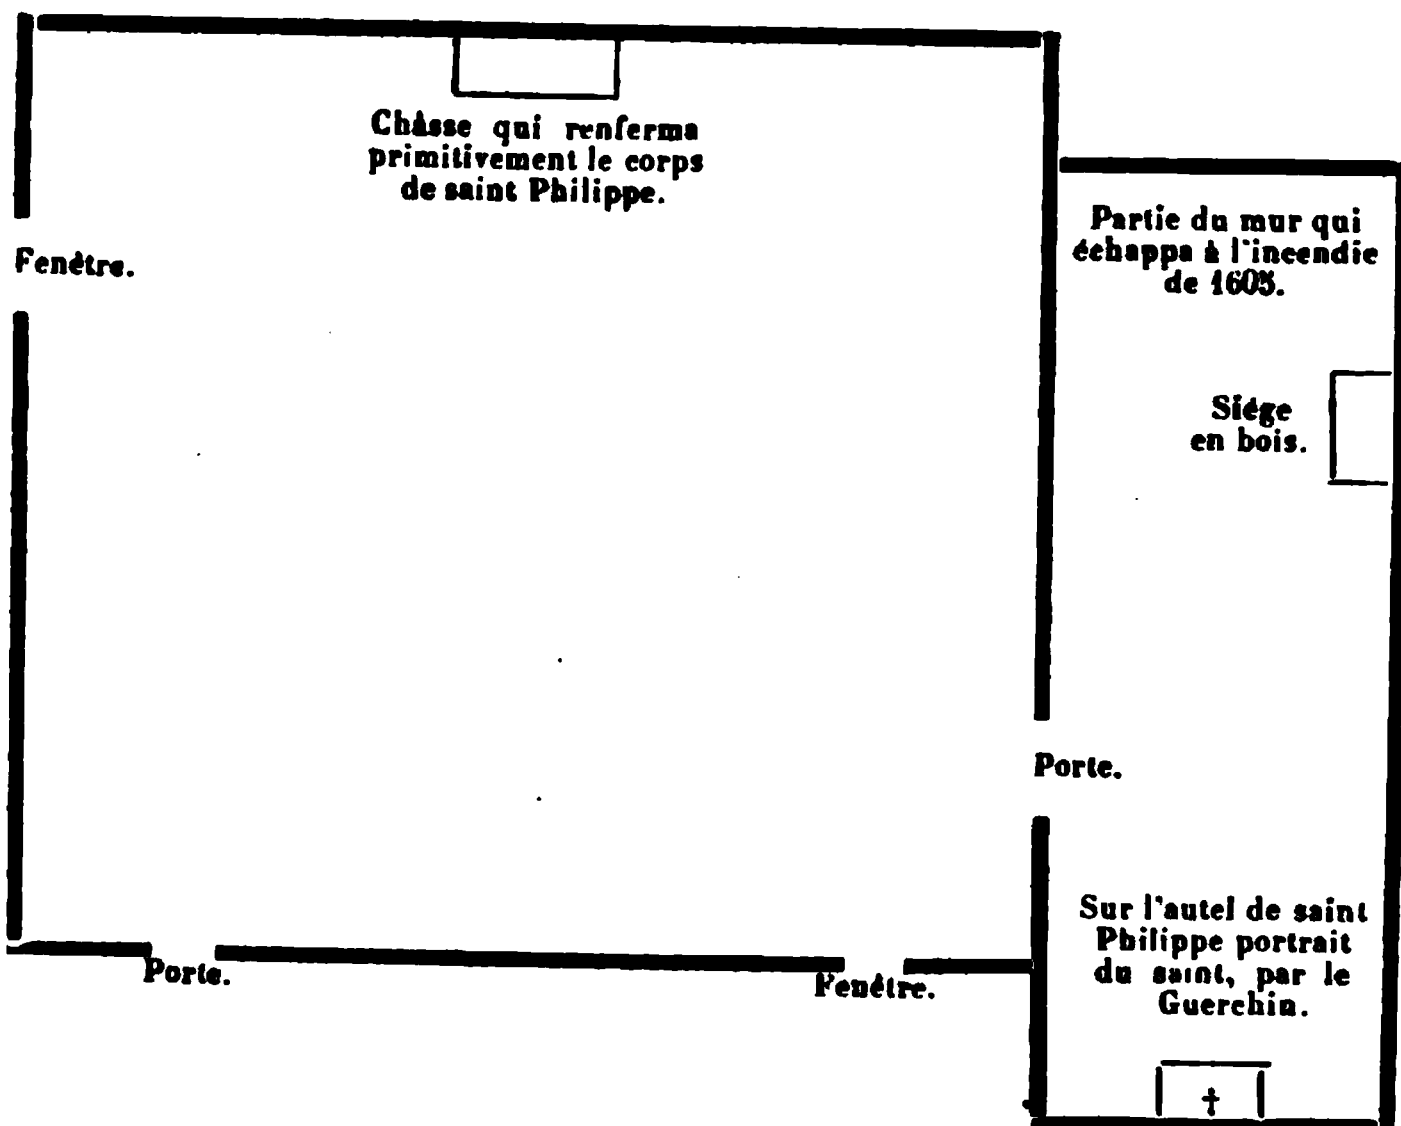 Châsse qui renferma
primitivement le corps
de saint Philippe.
Fenêtre.
Partie du mur qui
échappa à l'incendie
de 1605.
Siége
en bois.
Porte.
Sur l'autel de saint
Philippe portrait
du saint, par le
Guerchin.
Porte.
Fenêtre.